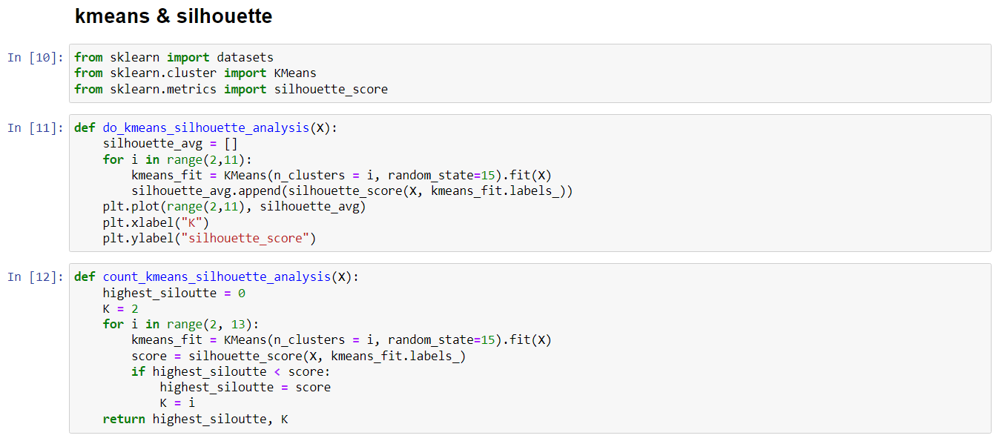 kmeans & silhouette
In [10]: from sklearn import datasets
from sklearn.cluster import KMeans
from sklearn.metrics import silhouette_score
In [11]: def do_kmeans_silhouette_analysis(X):
    silhouette_avg = []
    for i in range(2,11):
        kmeans_fit = KMeans(n_clusters = i, random_state=15).fit(X)
        silhouette_avg.append(silhouette_score(X, kmeans_fit.labels_))
    plt.plot(range(2,11), silhouette_avg)
    plt.xlabel("K")
    plt.ylabel("silhouette_score")
In [12]: def count_kmeans_silhouette_analysis(X):
    highest_siloutte = 0
    K = 2
    for i in range(2, 13):
        kmeans_fit = KMeans(n_clusters = i, random_state=15).fit(X)
        score = silhouette_score(X, kmeans_fit.labels_)
        if highest_siloutte < score:
            highest_siloutte = score
            K = i
    return highest_siloutte, K